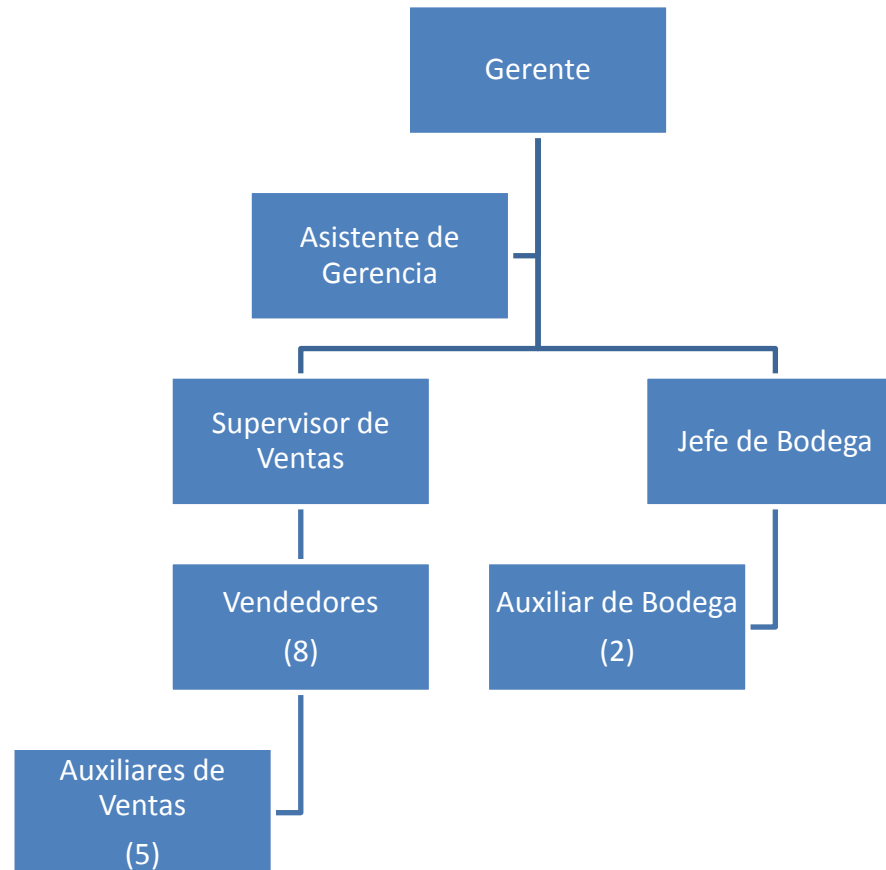 Gerente
Asistente de
Gerencia
Supervisor de
Ventas
Jefe de Bodega
Vendedores
(8)
Auxiliar de Bodega
(2)
Auxiliares de
Ventas
(5)